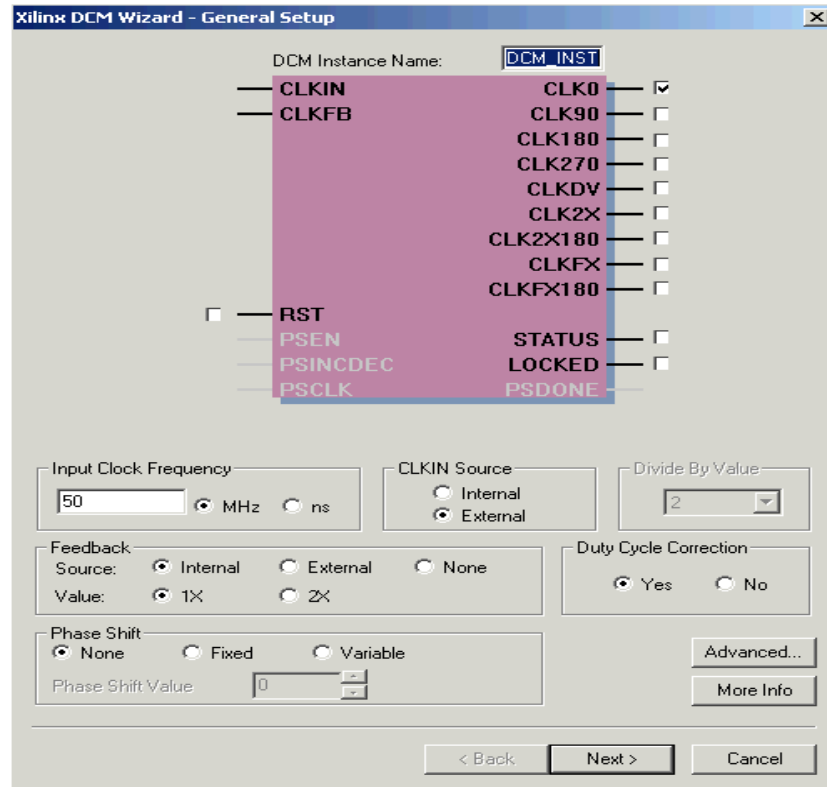 Xilinx DCM Wizard - General Setup
DCM Instance Name: DCM_INST
CLKIN CLK0
CLKFB CLK90
CLK180
CLK270
CLKDV
CLK2X
CLK2X180
CLKFX
CLKFX180
RST
PSEN STATUS
PSINCDEC LOCKED
PSCLK PSDONE
Input Clock Frequency CLKIN Source Divide By Value
50 MHz ns Internal 2
External
Feedback Duty Cycle Correction
Source: Internal External None Yes No
Value: 1X 2X
Phase Shift
None Fixed Variable Advanced...
Phase Shift Value 0 More Info
< Back Next > Cancel